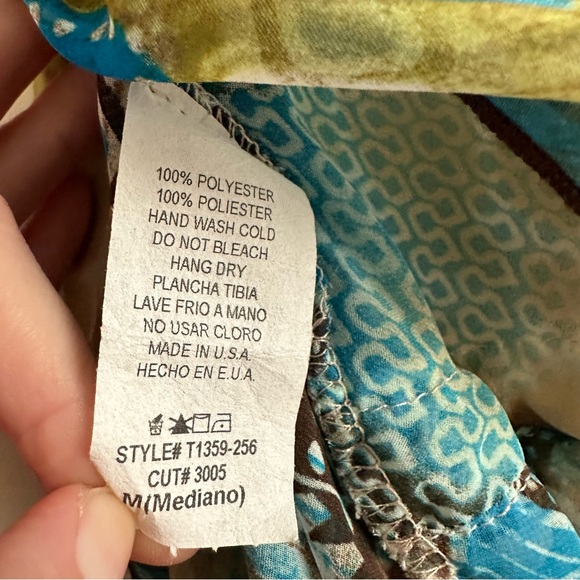 100% POLYESTER
100% POLIESTER
HAND WASH COLD
DO NOT BLEACH
HANG DRY
PLANCHA TIBIA
LAVE FRIO A MANO
NO USAR CLORO
MADE IN U.S.A.
HECHO EN E.U.A.
STYLE# T1359-256
CUT# 3005
M(Mediano)